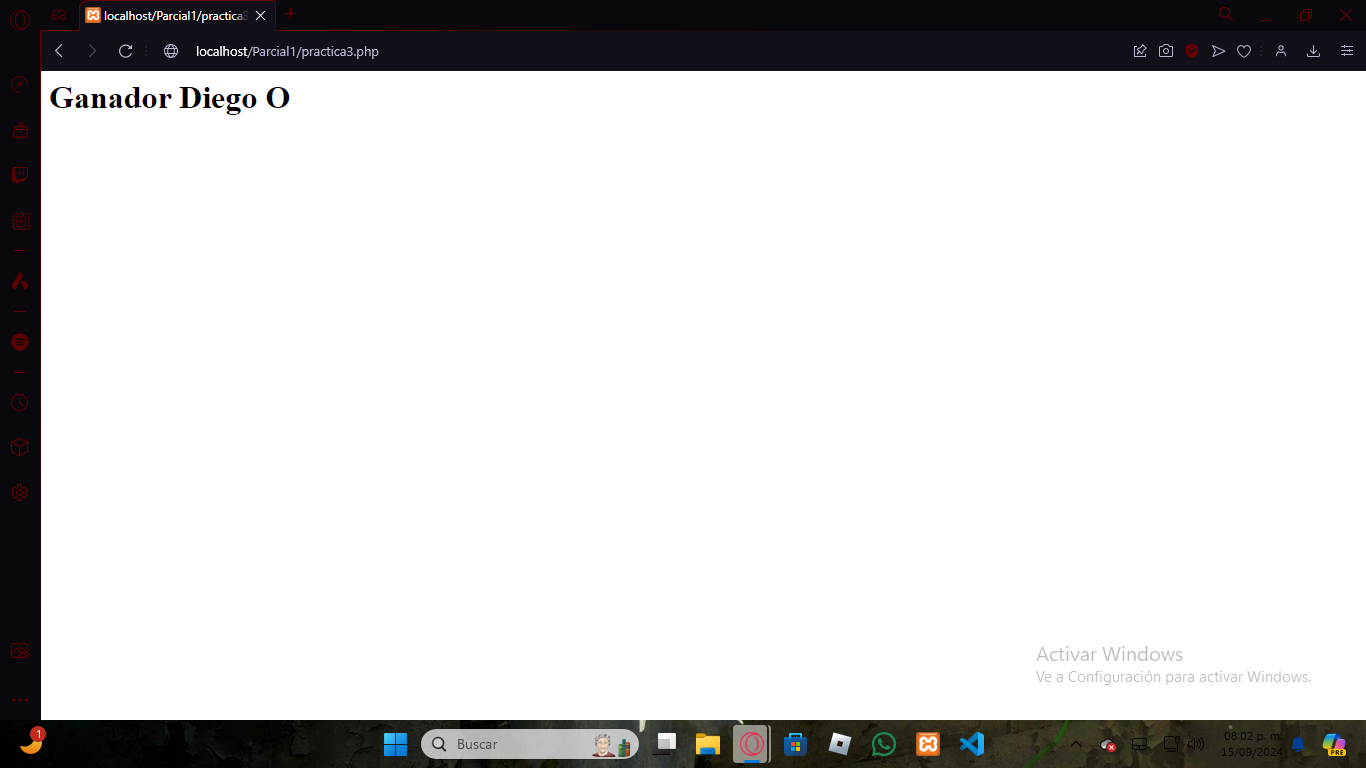 localhost/Parcial1/practica3
localhost/Parcial1/practica3.php
Ganador Diego O
Activar Windows
Ve a Configuración para activar Windows.
1
Buscar
PRE
08:02 p. m.
15/09/2024